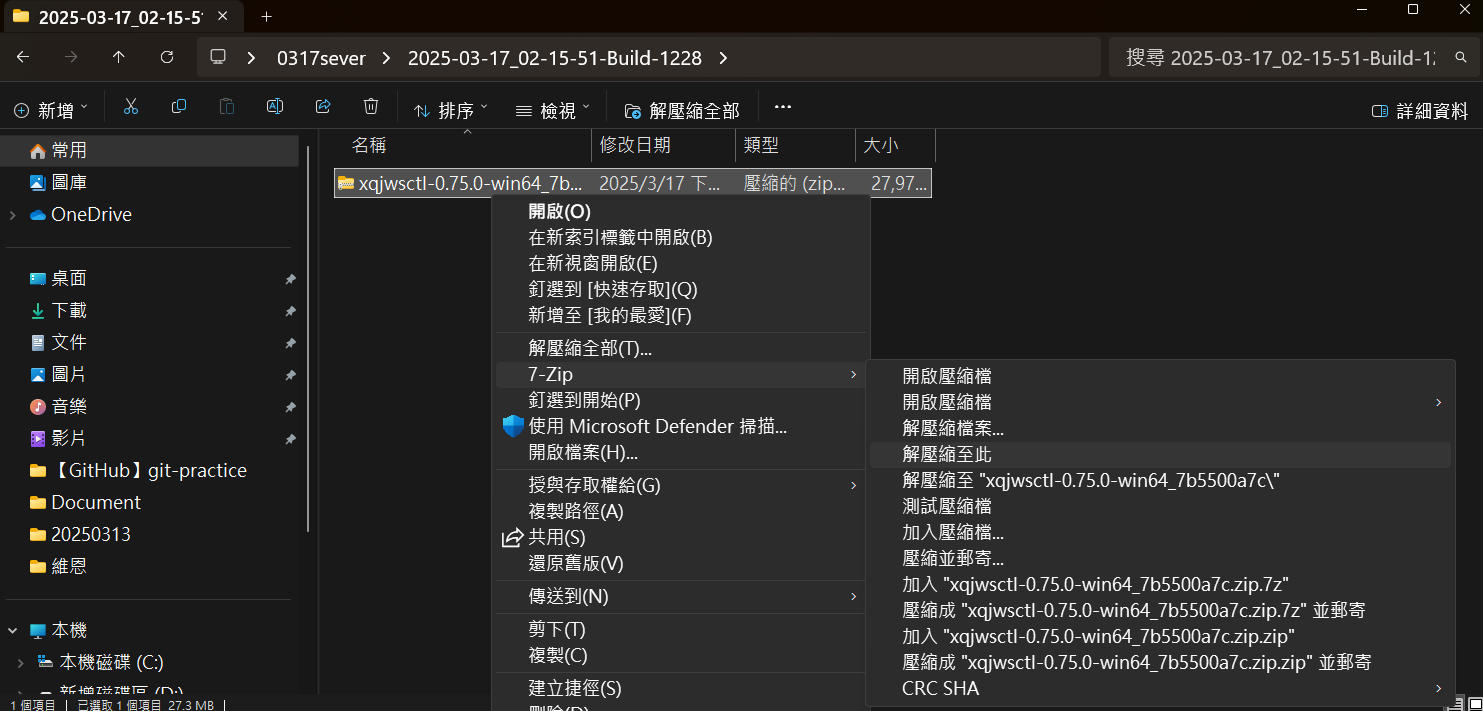 2025-03-17_02-15-5
0317sever
2025-03-17_02-15-51-Build-1228
搜尋 2025-03-17_02-15-51-Build-12
新增
排序
檢視
解壓縮全部
...
詳細資料
常用
圖庫
OneDrive
桌面
下載
文件
圖片
音樂
影片
【GitHub】git-practice
Document
20250313
維恩
本機
本機磁碟 (C:)
新增磁碟區 (D:)
名稱
修改日期
類型
大小
xqjwsctl-0.75.0-win64_7b...
2025/3/17 下...
壓縮的 (zip...
27,97...
開啟(O)
在新索引標籤中開啟(B)
在新視窗開啟(E)
釘選到 [快速存取](Q)
新增至 [我的最愛](F)
解壓縮全部(T)...
7-Zip
釘選到開始(P)
使用 Microsoft Defender 掃描...
開啟檔案(H)...
授與存取權給(G)
複製路徑(A)
共用(S)
還原舊版(V)
傳送到(N)
剪下(T)
複製(C)
建立捷徑(S)
刪除(D)
開啟壓縮檔
開啟壓縮檔
解壓縮檔案...
解壓縮至此
解壓縮至 "xqjwsctl-0.75.0-win64_7b5500a7c\"
測試壓縮檔
加入壓縮檔...
壓縮並郵寄...
加入 "xqjwsctl-0.75.0-win64_7b5500a7c.zip.7z"
壓縮成 "xqjwsctl-0.75.0-win64_7b5500a7c.zip.7z" 並郵寄
加入 "xqjwsctl-0.75.0-win64_7b5500a7c.zip.zip"
壓縮成 "xqjwsctl-0.75.0-win64_7b5500a7c.zip.zip" 並郵寄
CRC SHA
1 個項目
已選取 1 個項目 27.3 MB